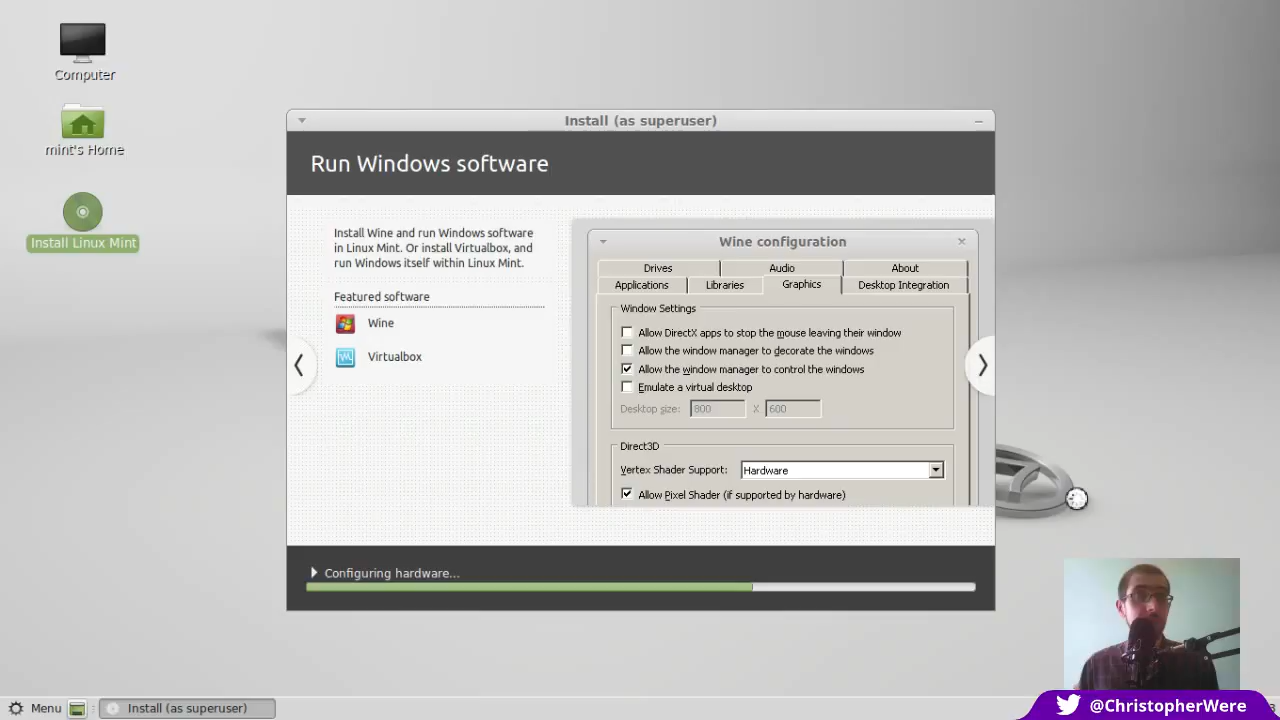 Computer
mint's Home
Install Linux Mint
Install (as superuser)
Run Windows software
Install Wine and run Windows software
in Linux Mint. Or install Virtualbox, and
run Windows itself within Linux Mint.
Featured software
Wine
Virtualbox
Wine configuration
Drives
Audio
About
Applications
Libraries
Graphics
Desktop Integration
Window Settings
Allow DirectX apps to stop the mouse leaving their window
Allow the window manager to decorate the windows
Allow the window manager to control the windows
Emulate a virtual desktop
Desktop size: 800 X 600
Direct3D
Vertex Shader Support: Hardware
Allow Pixel Shader (if supported by hardware)
Configuring hardware...
Menu
Install (as superuser)
@ChristopherWere